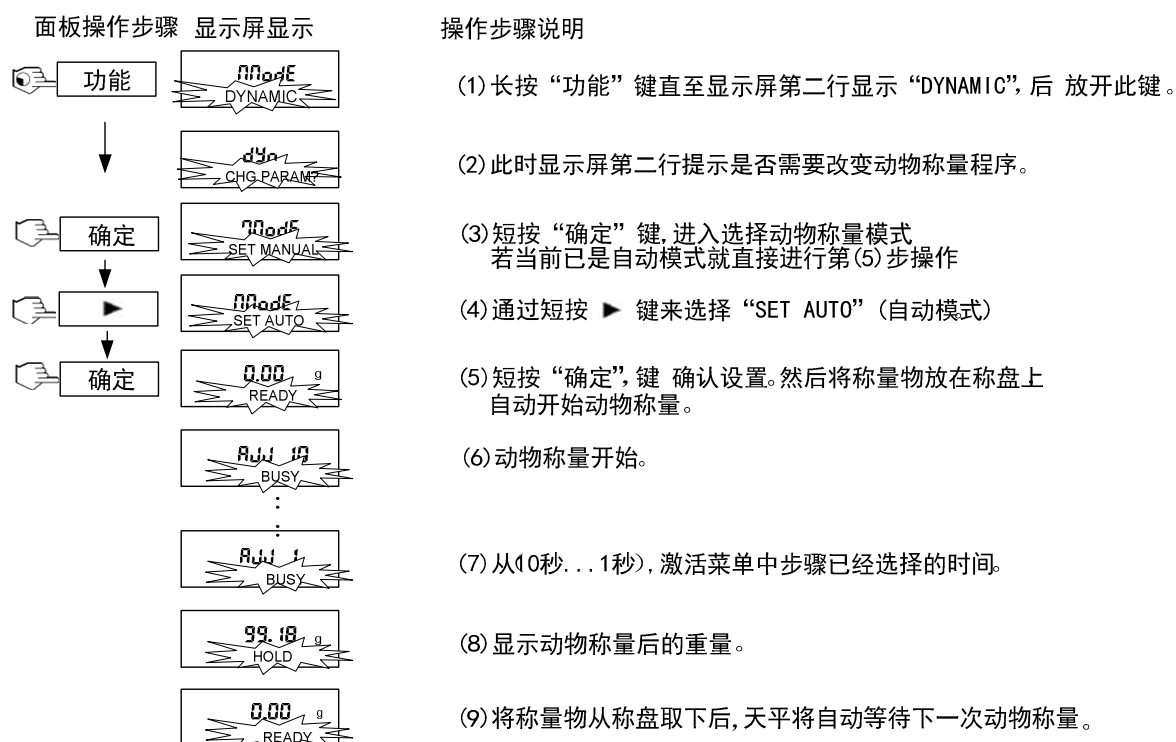 面板操作步骤 显示屏显示 操作步骤说明
功能
ModE
DYNAMIC
(1)长按“功能”键直至显示屏第二行显示“DYNAMIC”,后 放开此键。
dyn
CHG PARAM?
(2)此时显示屏第二行提示是否需要改变动物称量程序。
确定
ModE
SET MANUAL
(3)短按“确定”键,进入选择动物称量模式
若当前已是自动模式就直接进行第(5)步操作
►
ModE
SET AUTO
(4)通过短按 ► 键来选择“SET AUTO”(自动模式)
确定
0.00 g
READY
(5)短按“确定”,键 确认设置。然后将称量物放在称盘上
自动开始动物称量。
BUSY
(6)动物称量开始。
BUSY
(7)从(10秒...1秒),激活菜单中步骤已经选择的时间。
99.18 g
HOLD
(8)显示动物称量后的重量。
0.00 g
READY
(9)将称量物从称盘取下后,天平将自动等待下一次动物称量。